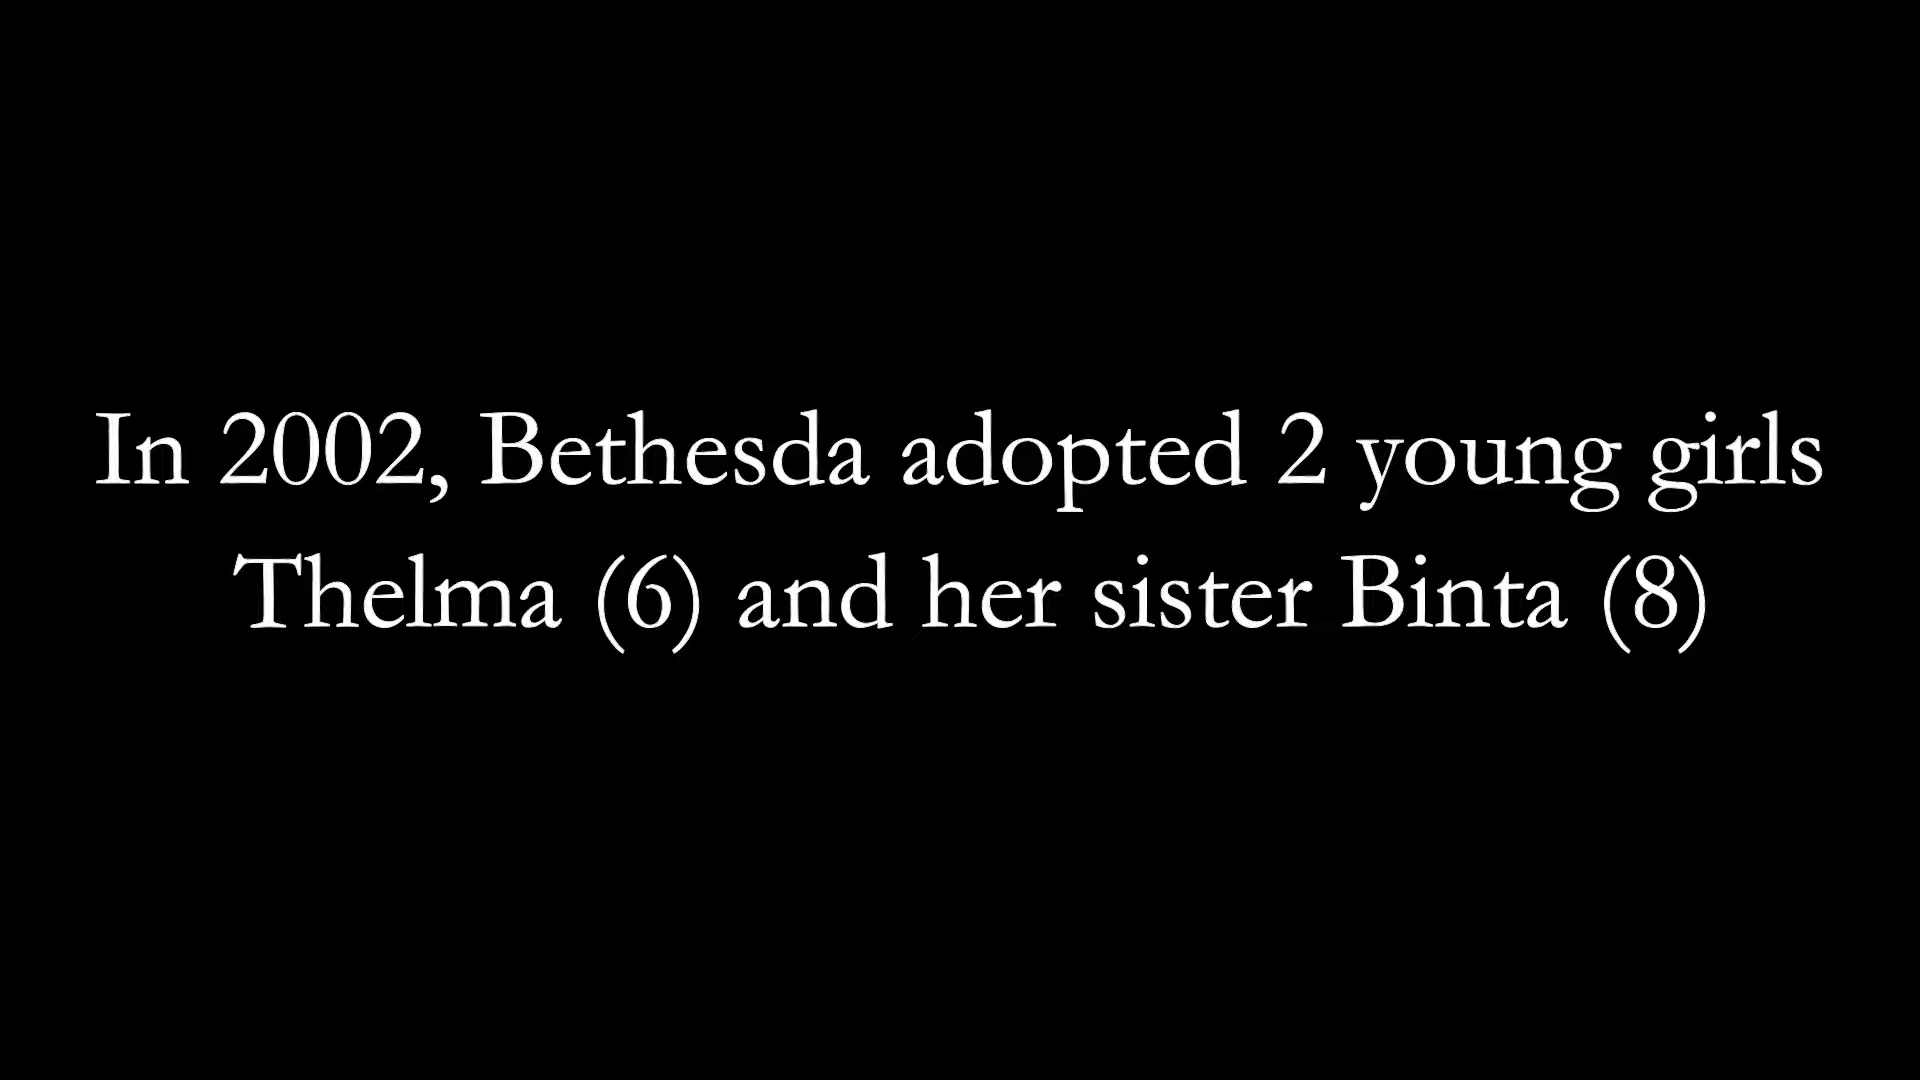 In 2002, Bethesda adopted 2 young girls
Thelma (6) and her sister Binta (8)